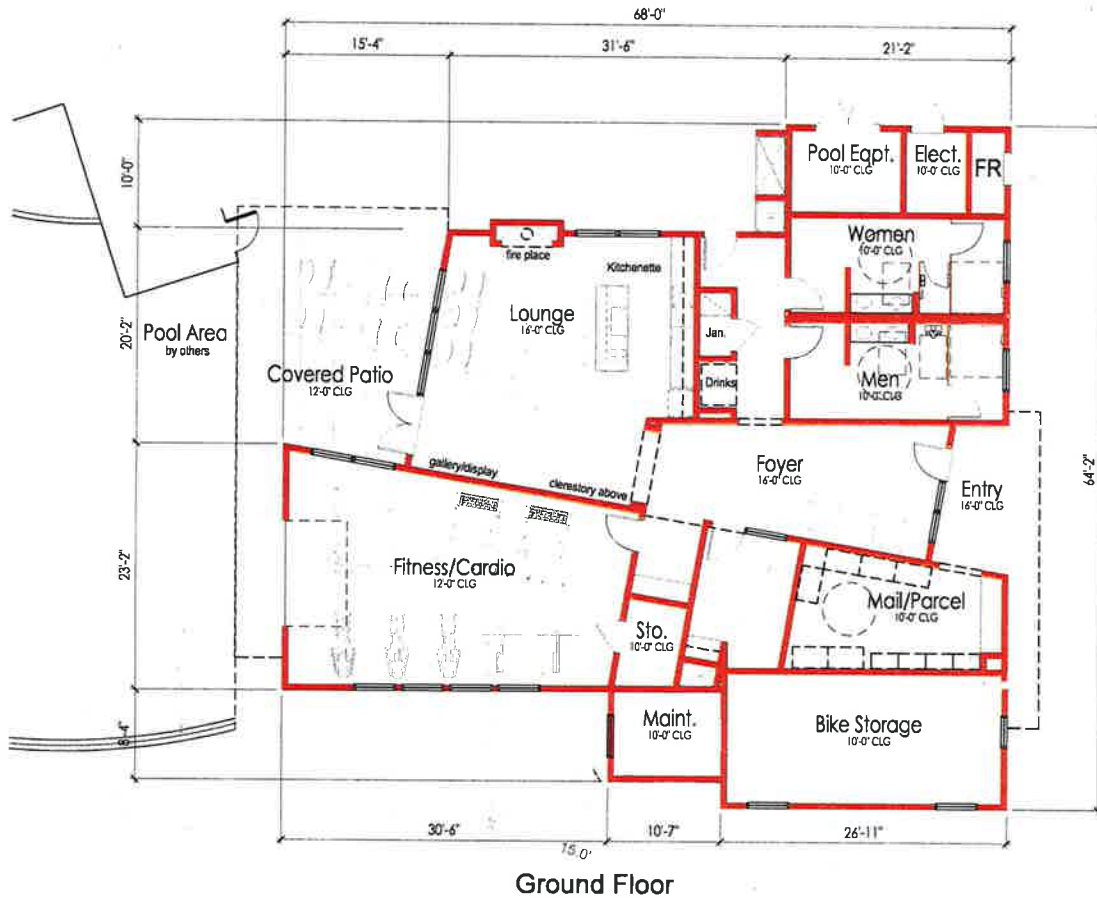 68'-0"
15'-4"
31'-6"
21'-2"
10'-0"
20'-2"
23'-2"
8'-4"
64'-2"
Pool Eqpt.
10'-0" CLG
Elect.
10'-0" CLG
FR
Women
10'-0" CLG
fire place
Kitchenette
Lounge
16'-0" CLG
Jan.
Pool Area
by others
Covered Patio
12'-0" CLG
Drinks
Men
10'-0" CLG
gallery/display
clerestory above
Foyer
16'-0" CLG
Entry
16'-0" CLG
Fitness/Cardio
12'-0" CLG
Mail/Parcel
10'-0" CLG
Sto.
10'-0" CLG
Maint.
10'-0" CLG
Bike Storage
10'-0" CLG
30'-6"
10'-7"
26'-11"
15.0'
Ground Floor